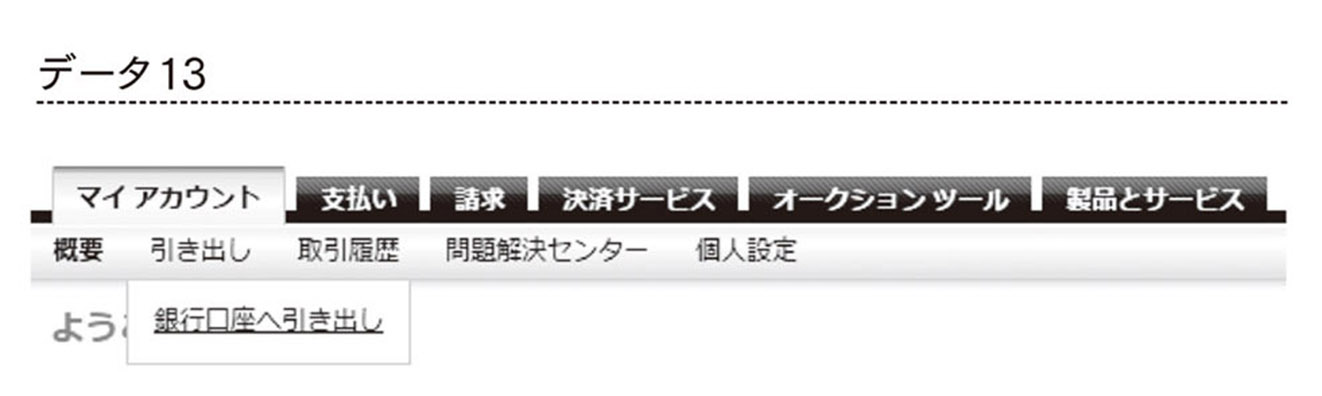 データ13
マイ アカウント 支払い 請求 決済サービス オークション ツール 製品とサービス
概要 引き出し 取引履歴 問題解決センター 個人設定
よう
銀行口座へ引き出し